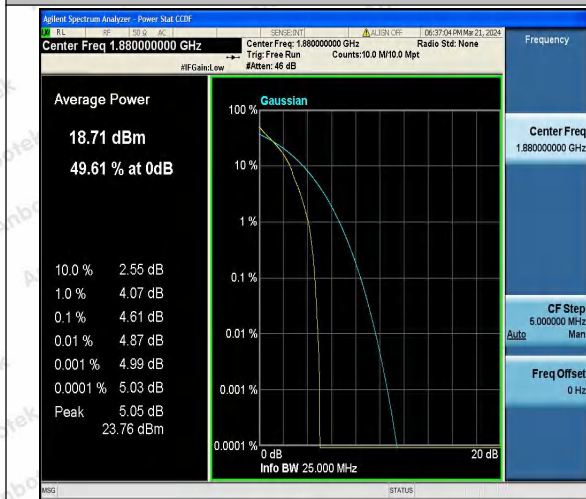 Agilent Spectrum Analyzer - Power Stat CCDF
RL RF 50 Ω AC SENSE:INT ALIGN OFF 06:37:04 PM Mar 21, 2024
Center Freq 1.880000000 GHz
Center Freq: 1.880000000 GHz Radio Std: None
Trig: Free Run Counts:10.0 M/10.0 Mpt
#IFGain:Low #Atten: 46 dB
Frequency
Average Power
18.71 dBm
49.61 % at 0dB
10.0 % 2.55 dB
1.0 % 4.07 dB
0.1 % 4.61 dB
0.01 % 4.87 dB
0.001 % 4.99 dB
0.0001 % 5.03 dB
Peak 5.05 dB
23.76 dBm
Gaussian
100 %
10 %
1 %
0.1 %
0.01 %
0.001 %
0.0001 %
0 dB 20 dB
Info BW 25.000 MHz
Center Freq
1.880000000 GHz
CF Step
5.000000 MHz
Auto Man
Freq Offset
0 Hz
MSG STATUS